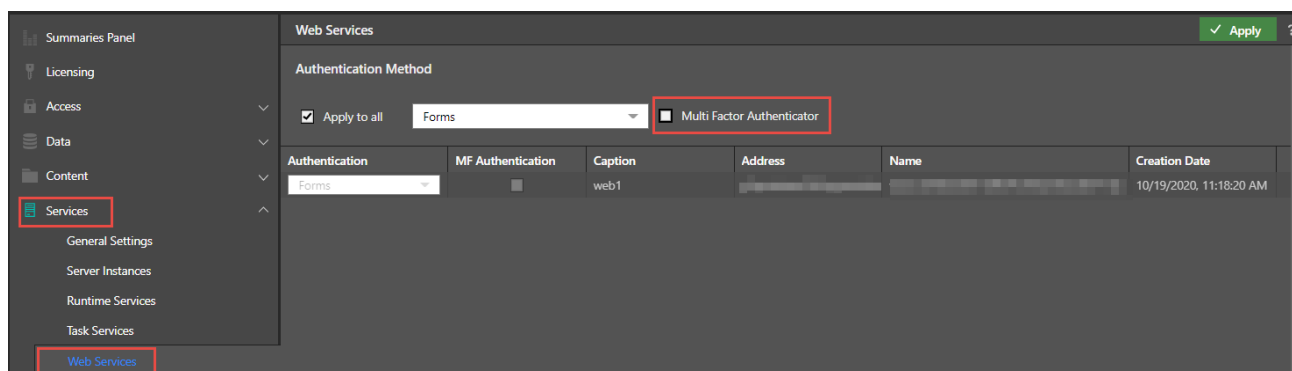 Summaries Panel
Licensing
Access
Data
Content
Services
General Settings
Server Instances
Runtime Services
Task Services
Web Services
Web Services
Apply
?
Authentication Method
Apply to all
Forms
Multi Factor Authenticator
Authentication MF Authentication Caption Address Name Creation Date
Forms web1 10/19/2020, 11:18:20 AM